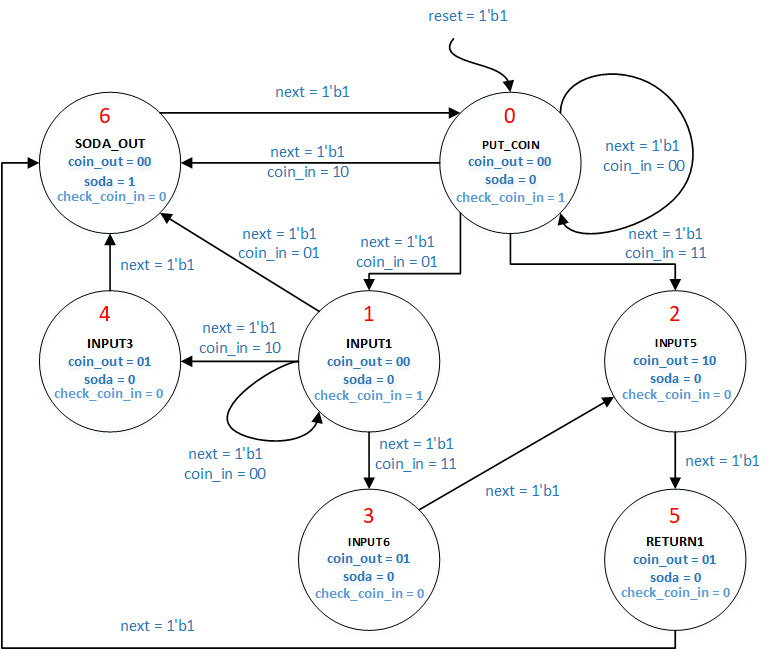 reset = 1'b1
next = 1'b1
6
SODA_OUT
coin_out = 00
soda = 1
check_coin_in = 0
next = 1'b1
coin_in = 10
0
PUT_COIN
coin_out = 00
soda = 0
check_coin_in = 1
next = 1'b1
coin_in = 00
next = 1'b1
coin_in = 01
next = 1'b1
coin_in = 01
next = 1'b1
coin_in = 11
next = 1'b1
4
INPUT3
coin_out = 01
soda = 0
check_coin_in = 0
next = 1'b1
coin_in = 10
1
INPUT1
coin_out = 00
soda = 0
check_coin_in = 1
2
INPUT5
coin_out = 10
soda = 0
check_coin_in = 0
next = 1'b1
coin_in = 00
next = 1'b1
coin_in = 11
next = 1'b1
next = 1'b1
3
INPUT6
coin_out = 01
soda = 0
check_coin_in = 0
5
RETURN1
coin_out = 01
soda = 0
check_coin_in = 0
next = 1'b1